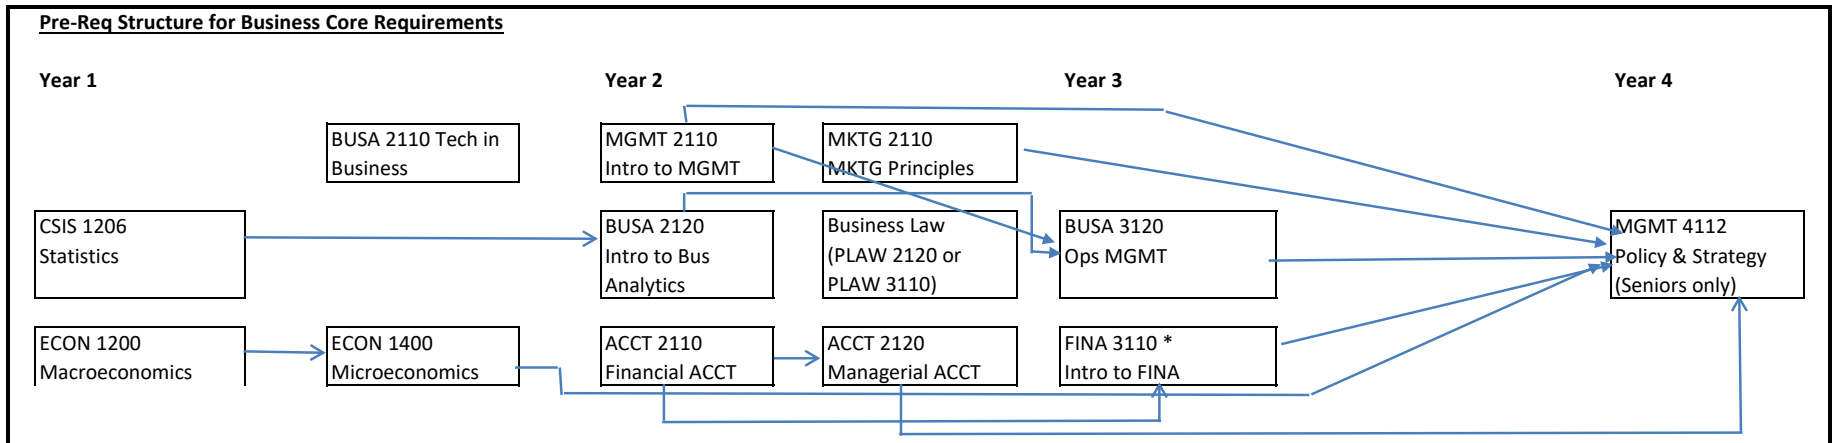 Pre-Req Structure for Business Core Requirements
Year 1
Year 2
Year 3
Year 4
BUSA 2110 Tech in
Business
MGMT 2110
Intro to MGMT
MKTG 2110
MKTG Principles
CSIS 1206
Statistics
BUSA 2120
Intro to Bus
Analytics
Business Law
(PLAW 2120 or
PLAW 3110)
BUSA 3120
Ops MGMT
MGMT 4112
Policy & Strategy
(Seniors only)
ECON 1200
Macroeconomics
ECON 1400
Microeconomics
ACCT 2110
Financial ACCT
ACCT 2120
Managerial ACCT
FINA 3110 *
Intro to FINA